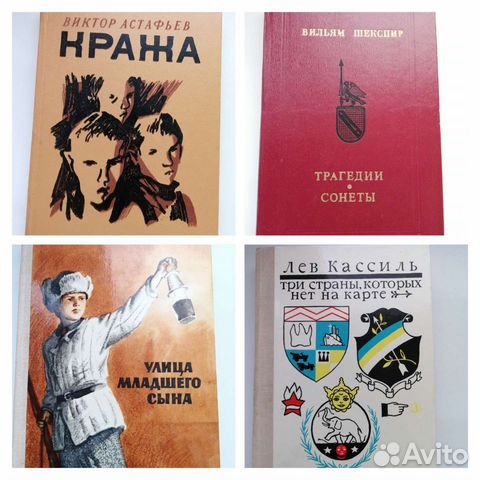 ВИКТОР АСТАФЬЕВ
КРАЖА
ВИЛЬЯМ ШЕКСПИР
ТРАГЕДИИ
СОНЕТЫ
УЛИЦА
МЛАДШЕГО
СЫНА
Лев Кассиль
три страны, которых
нет на карте
Avito